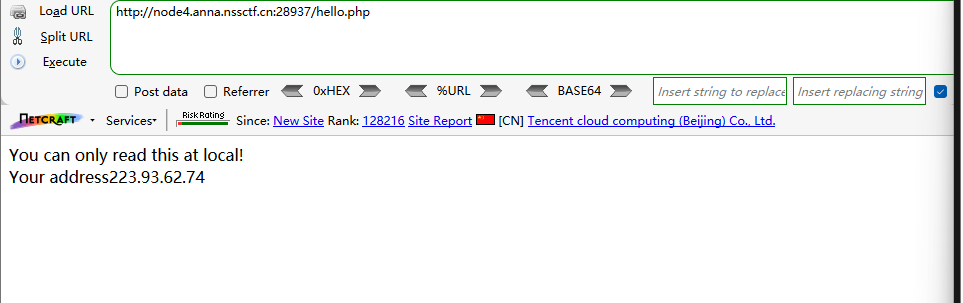 Load URL
http://node4.anna.nssctf.cn:28937/hello.php
Split URL
Execute
Post data Referrer 0xHEX %URL BASE64 Insert string to replace Insert replacing string
NETCRAFT Services Risk Rating Since: New Site Rank: 128216 Site Report [CN] Tencent cloud computing (Beijing) Co., Ltd.
You can only read this at local!
Your address223.93.62.74